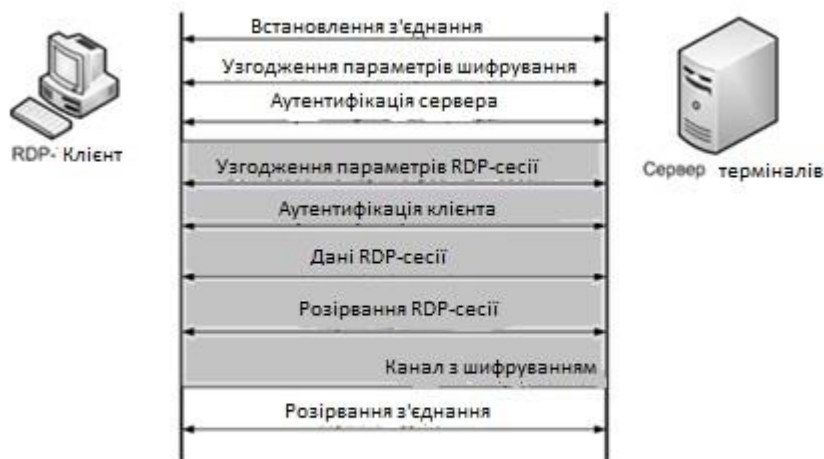 Встановлення з'єднання
Узгодження параметрів шифрування
Аутентифікація сервера
RDP- Клієнт
Сервер терміналів
Узгодження параметрів RDP-сесії
Аутентифікація клієнта
Дані RDP-сесії
Розірвання RDP-сесії
Канал з шифруванням
Розірвання з'єднання